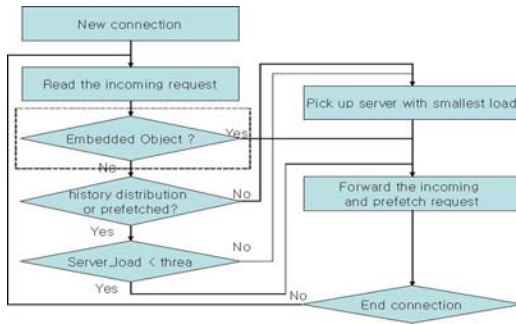 New connection
Read the incoming request
Pick up server with smallest load
Embedded Object ?
Yes
No
history distribution
or prefetched?
No
Forward the incoming
and prefetch request
Yes
Server_load < threa
No
Yes
No
End connection